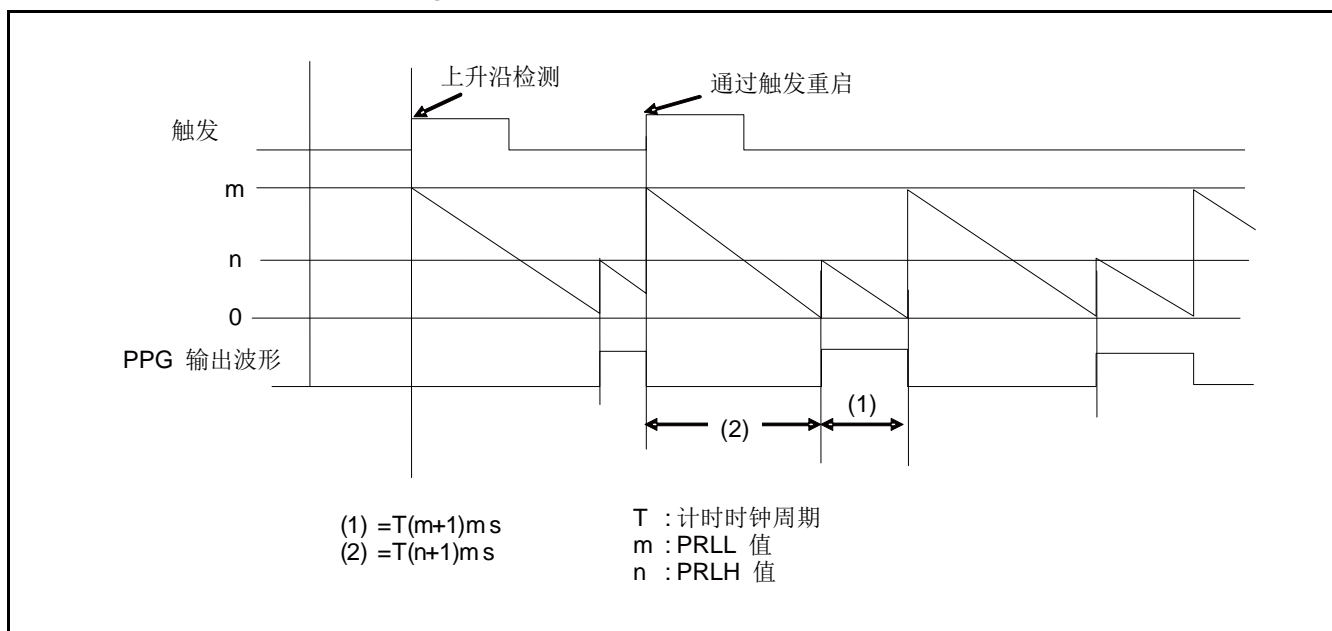 上升沿检测
通过触发重启
触发
m
n
0
PPG 输出波形
(1)
(2)
(1) =T(m+1)m s
(2) =T(n+1)m s
T : 计时时钟周期
m : PRLL 值
n : PRLH 值